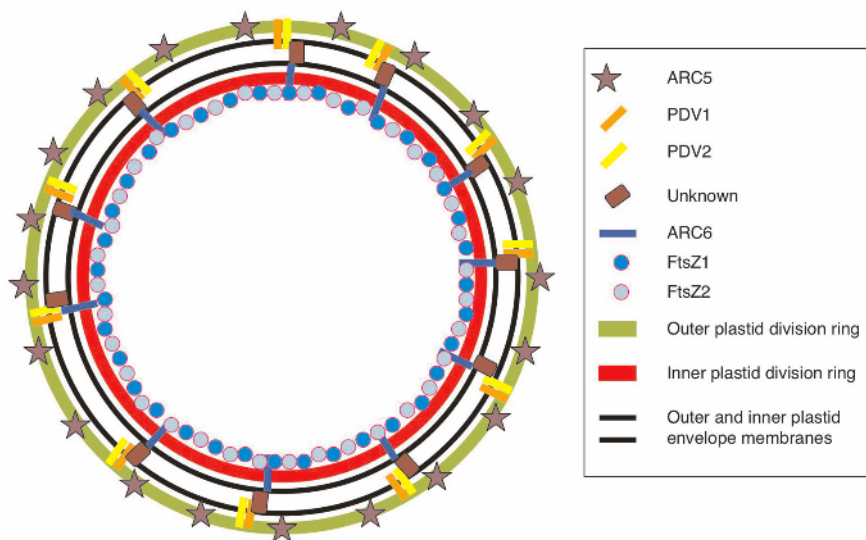 ARC5
PDV1
PDV2
Unknown
ARC6
FtsZ1
FtsZ2
Outer plastid division ring
Inner plastid division ring
Outer and inner plastid
envelope membranes